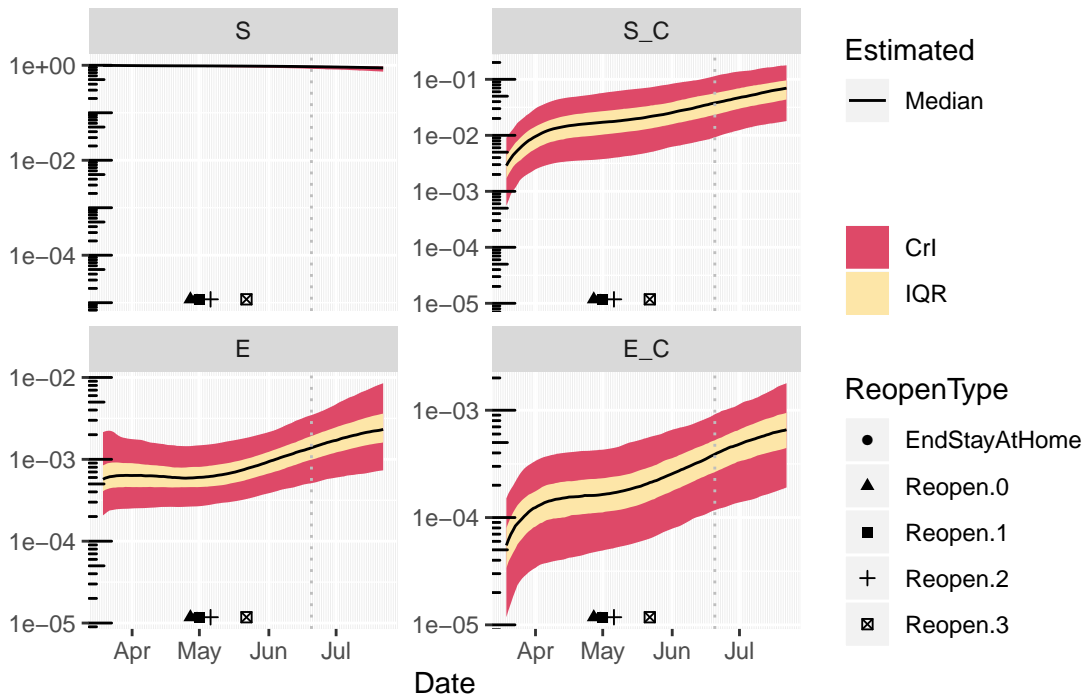 S
S_C
1e+00
1e−02
1e−04
1e−01
1e−02
1e−03
1e−04
1e−05
E
E_C
1e−02
1e−03
1e−04
1e−05
1e−03
1e−04
1e−05
Apr May Jun Jul
Apr May Jun Jul
Date
Estimated
Median
CrI
IQR
ReopenType
EndStayAtHome
Reopen.0
Reopen.1
Reopen.2
Reopen.3